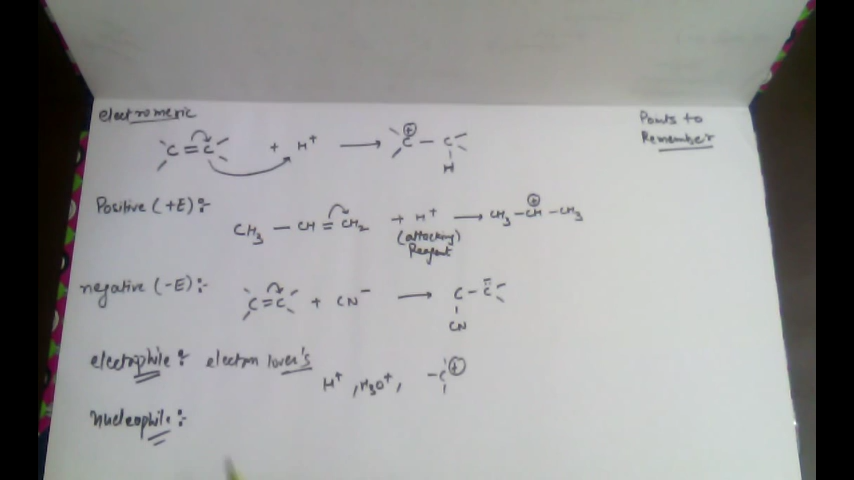 electromeric
Points to
Remember
C = C + H⁺ ⟶ C⊕ – C
H
Positive (+E):-
CH₃ – CH = CH₂ + H⁺ ⟶ CH₃ – CH⊕ – CH₃
(attacking)
Reagent
negative (-E):-
C = C + CN⁻ ⟶ C – C̄
CN
electrophile:- electron lover's
H⁺, H₃O⁺, – C⊕
nucleophile:-